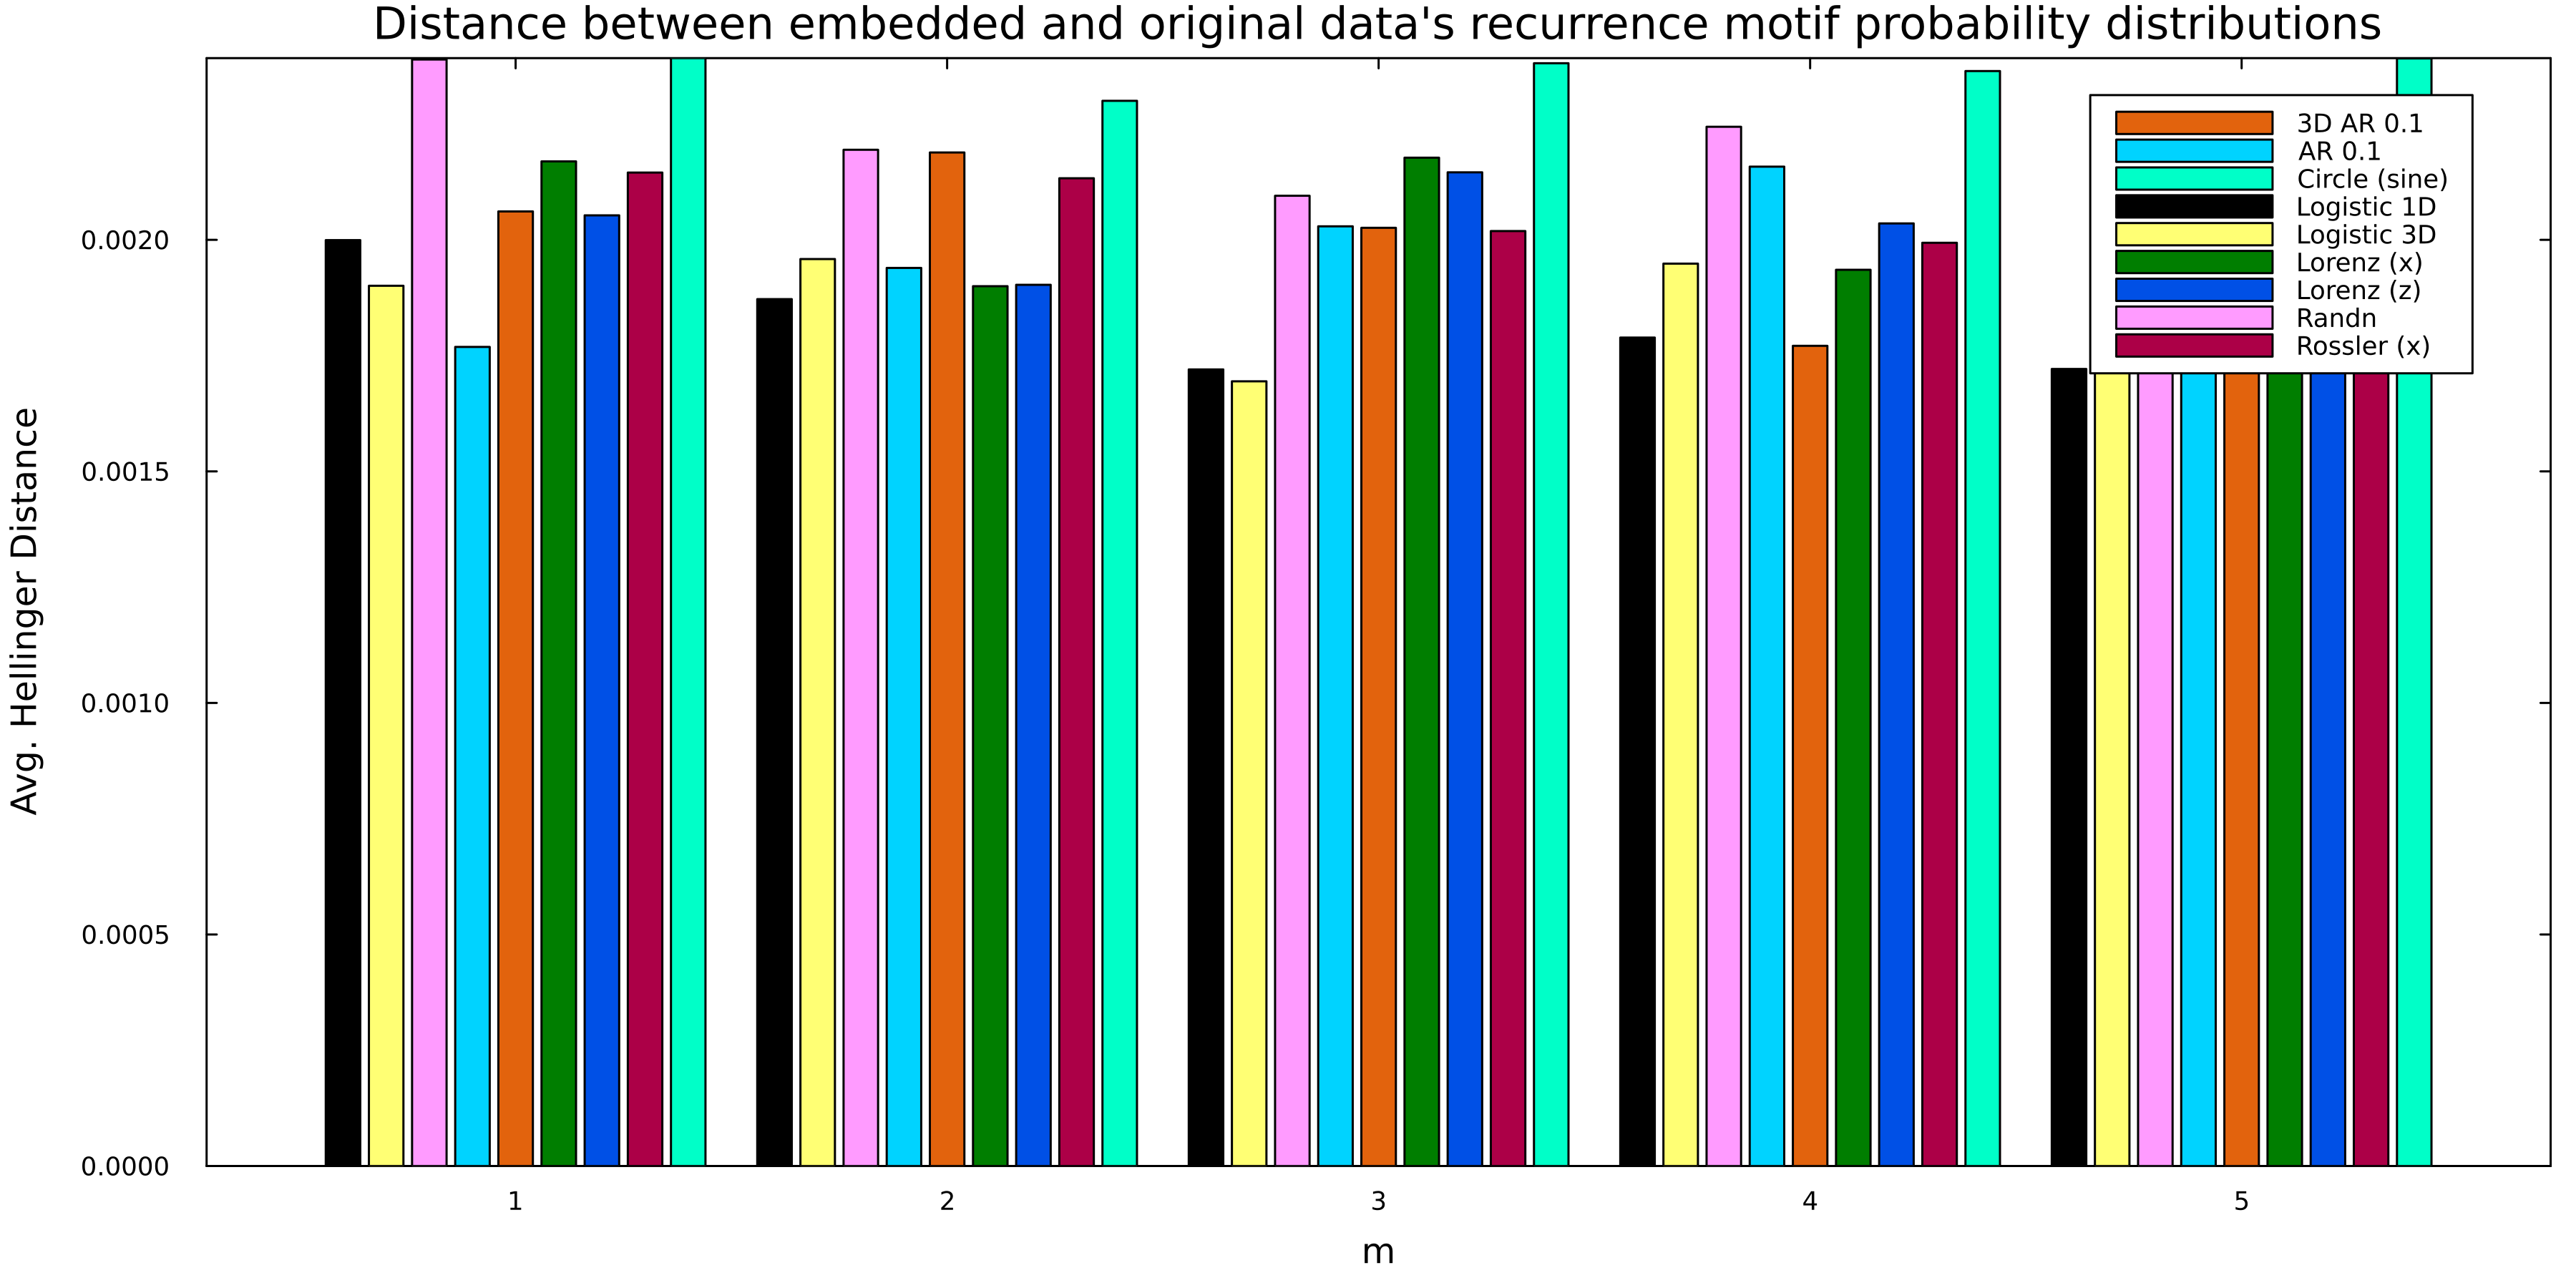 Distance between embedded and original data's recurrence motif probability distributions
Avg. Hellinger Distance
0.0020
0.0015
0.0010
0.0005
0.0000
1 2 3 4 5
m
3D AR 0.1
AR 0.1
Circle (sine)
Logistic 1D
Logistic 3D
Lorenz (x)
Lorenz (z)
Randn
Rossler (x)